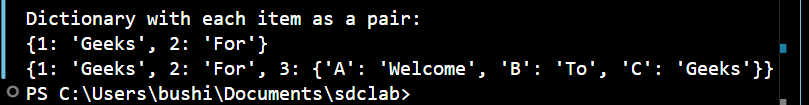 Dictionary with each item as a pair:
{1: 'Geeks', 2: 'For'}
{1: 'Geeks', 2: 'For', 3: {'A': 'Welcome', 'B': 'To', 'C': 'Geeks'}}
PS C:\Users\bushi\Documents\sdclab>